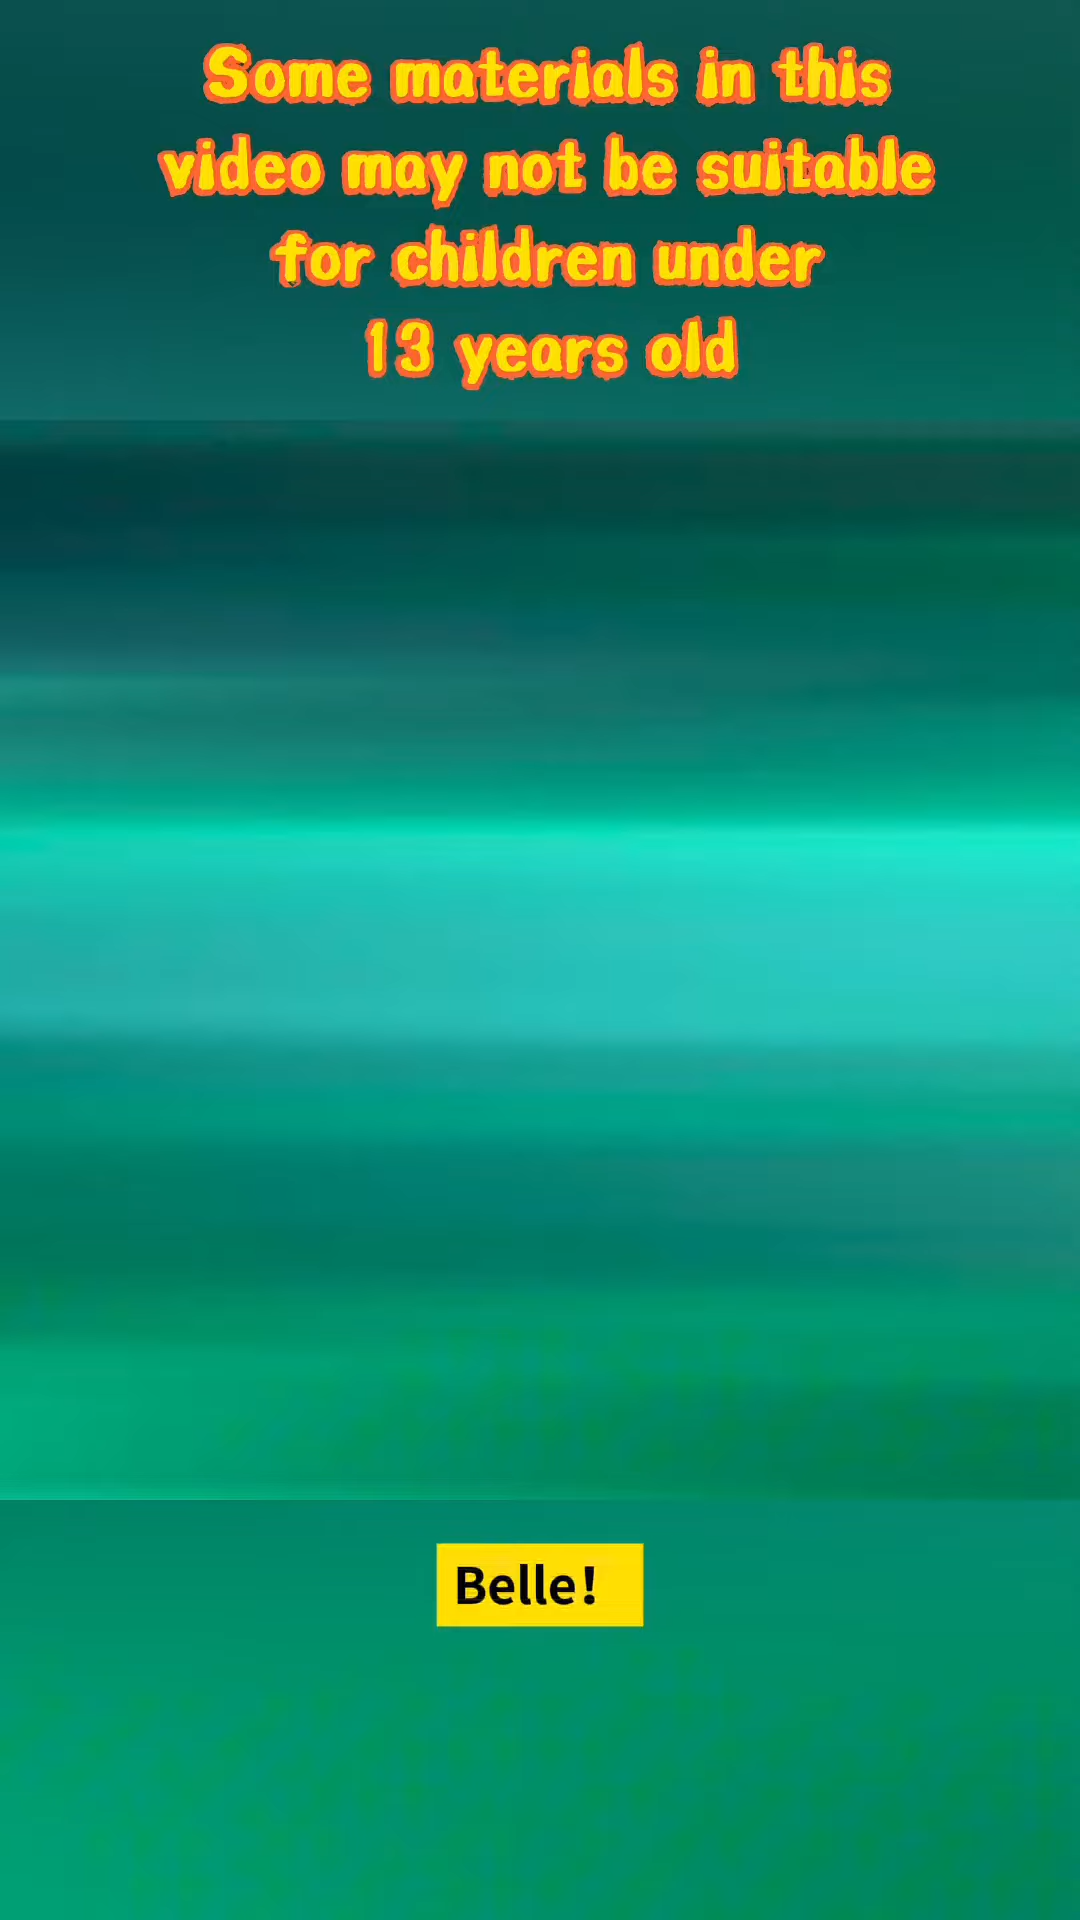 Some materials in this
video may not be suitable
for children under
13 years old
Belle!